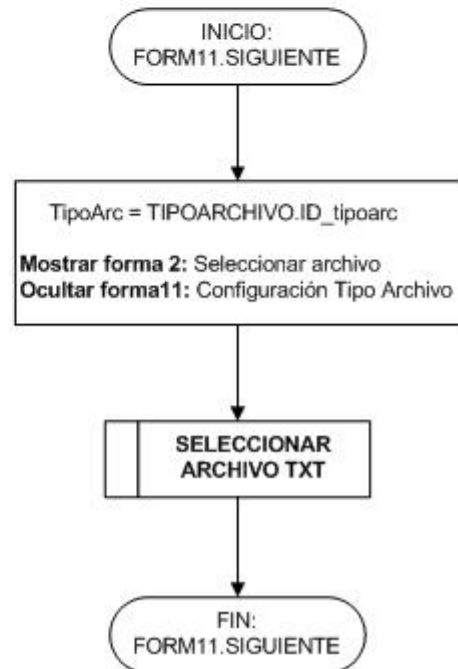 INICIO:
FORM11.SIGUIENTE
TipoArc = TIPOARCHIVO.ID_tipoarc
Mostrar forma 2: Seleccionar archivo
Ocultar forma11: Configuración Tipo Archivo
SELECCIONAR
ARCHIVO TXT
FIN:
FORM11.SIGUIENTE